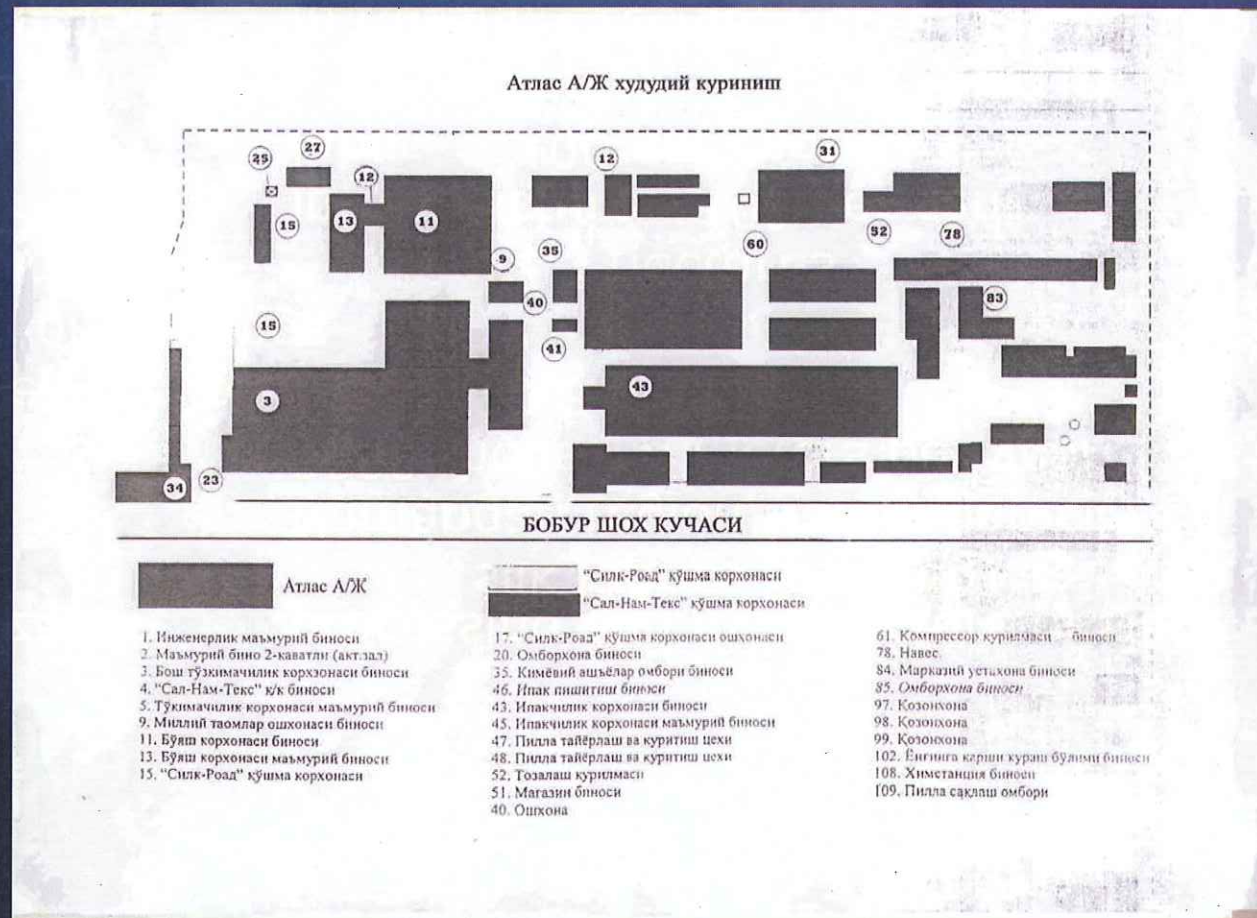 Атлас А/Ж худудий куриниш
27
25
12
12
31
15
13
11
52
78
9
35
60
40
83
15
41
3
43
34
23
БОБУР ШОХ КУЧАСИ
Атлас А/Ж
"Силк-Роад" қўшма корхонаси
"Сал-Нам-Текс" қўшма корхонаси
1. Инженерлик маъмурий биноси
2. Маъмурий бино 2-каватли (акт.зал)
3. Бош тўзкимачилик корхзонаси биноси
4. "Сал-Нам-Текс" к/к биноси
5. Тўкимачилик корхонаси маъмурий биноси
9. Миллий таомлар ошхонаси биноси
11. Бўяш корхонаси биноси
13. Бўяш корхонаси маъмурий биноси
15. "Силк-Роад" қўшма корхонаси
17. "Силк-Роад" қўшма корхонаси ошхонаси
20. Омборхона биноси
35. Кимёвий ашъёлар омбори биноси
46. Ипак пишитиш биноси
43. Ипакчилик корхонаси биноси
45. Ипакчилик корхонаси маъмурий биноси
47. Пилла тайёрлаш ва куритиш цехи
48. Пилла тайёрлаш ва куритиш цехи
52. Тозалаш қурилмаси
51. Магазин биноси
40. Ошхона
61. Компрессор қурилмаси биноси
78. Навес.
84. Марказий устахона биноси
85. Омборхона биноси
97. Қозонхона
98. Қозонхона
99. Қозонхона
102. Ёнгинга карши кураш бўлими биноси
108. Химстанция биноси
109. Пилла сақлаш омбори